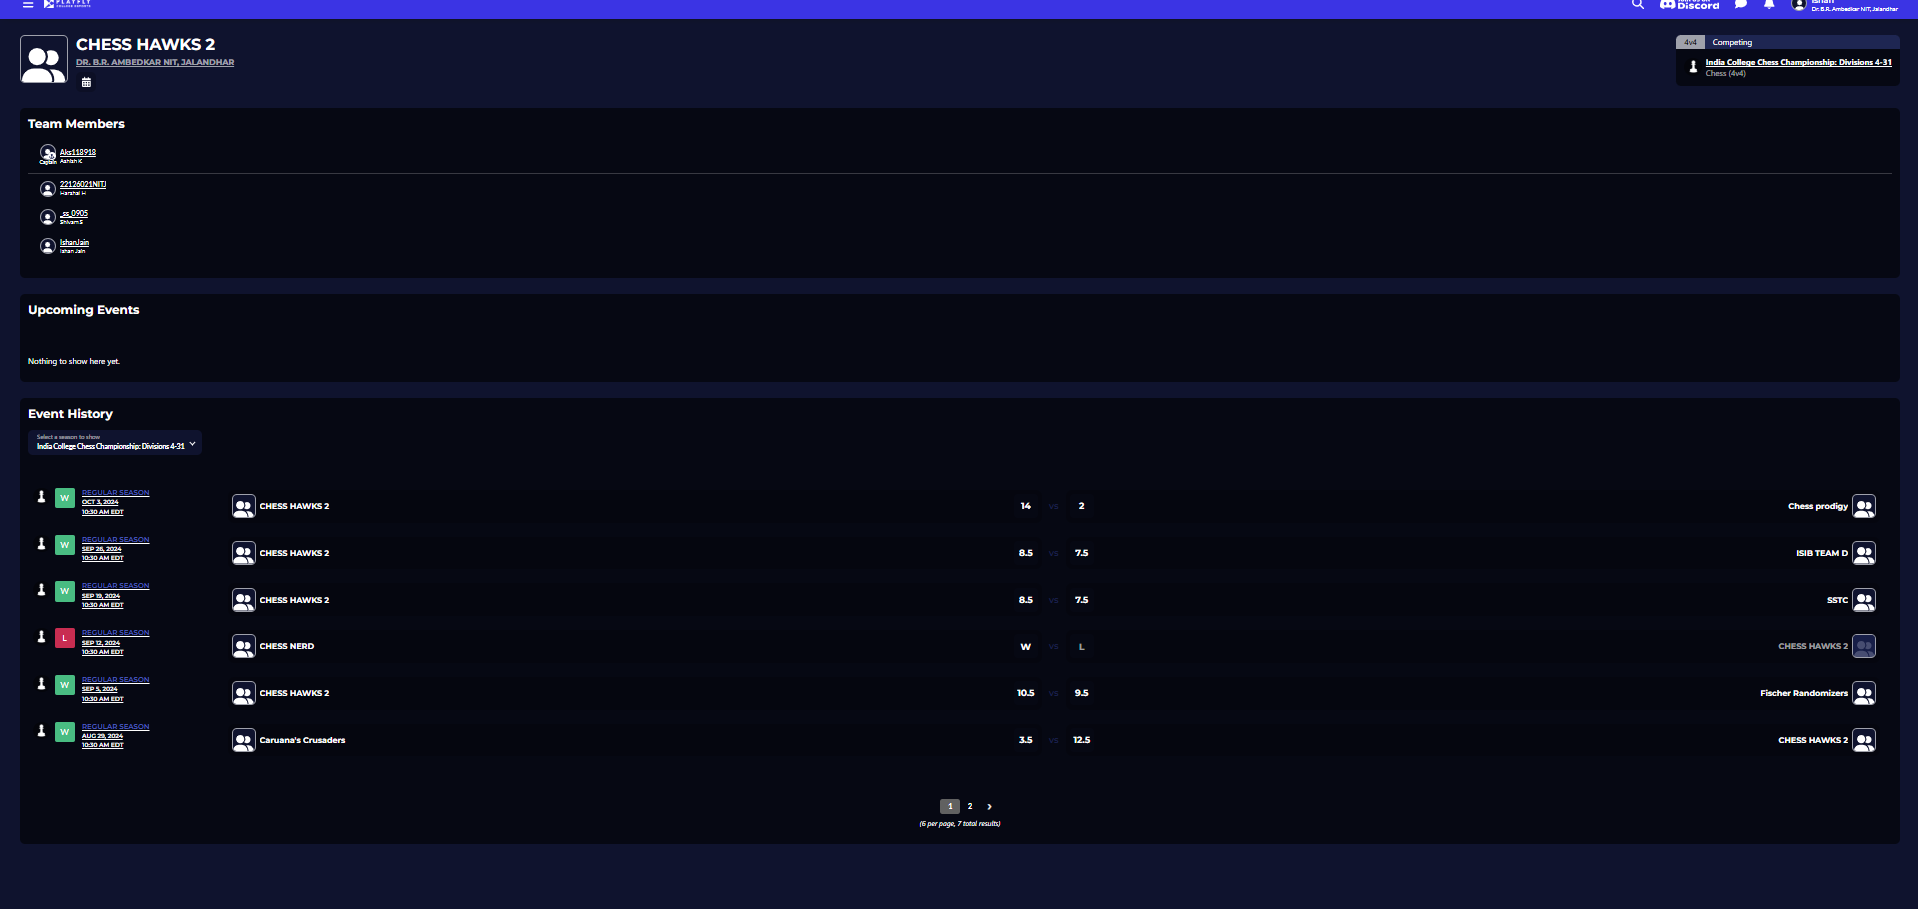 PLAYFLY
COLLEGE ESPORTS
Discord
Ishan
Dr. B.R. Ambedkar NIT, Jalandhar
CHESS HAWKS 2
DR. B.R. AMBEDKAR NIT, JALANDHAR
4v4 Competing
India College Chess Championship: Divisions 4-31
Chess (4v4)
Team Members
Aks118918
Captain Ashish K
22126021NITJ
Harshal H
_ss_0905
Shivam S
IshanJain
Ishan Jain
Upcoming Events
Nothing to show here yet.
Event History
Select a season to show
India College Chess Championship: Divisions 4-31
W REGULAR SEASON
OCT 3, 2024
10:30 AM EDT
CHESS HAWKS 2 14 VS 2 Chess prodigy
W REGULAR SEASON
SEP 26, 2024
10:30 AM EDT
CHESS HAWKS 2 8.5 VS 7.5 ISIB TEAM D
W REGULAR SEASON
SEP 19, 2024
10:30 AM EDT
CHESS HAWKS 2 8.5 VS 7.5 SSTC
L REGULAR SEASON
SEP 12, 2024
10:30 AM EDT
CHESS NERD W VS L CHESS HAWKS 2
W REGULAR SEASON
SEP 5, 2024
10:30 AM EDT
CHESS HAWKS 2 10.5 VS 9.5 Fischer Randomizers
W REGULAR SEASON
AUG 29, 2024
10:30 AM EDT
Caruana's Crusaders 3.5 VS 12.5 CHESS HAWKS 2
1 2
(6 per page, 7 total results)